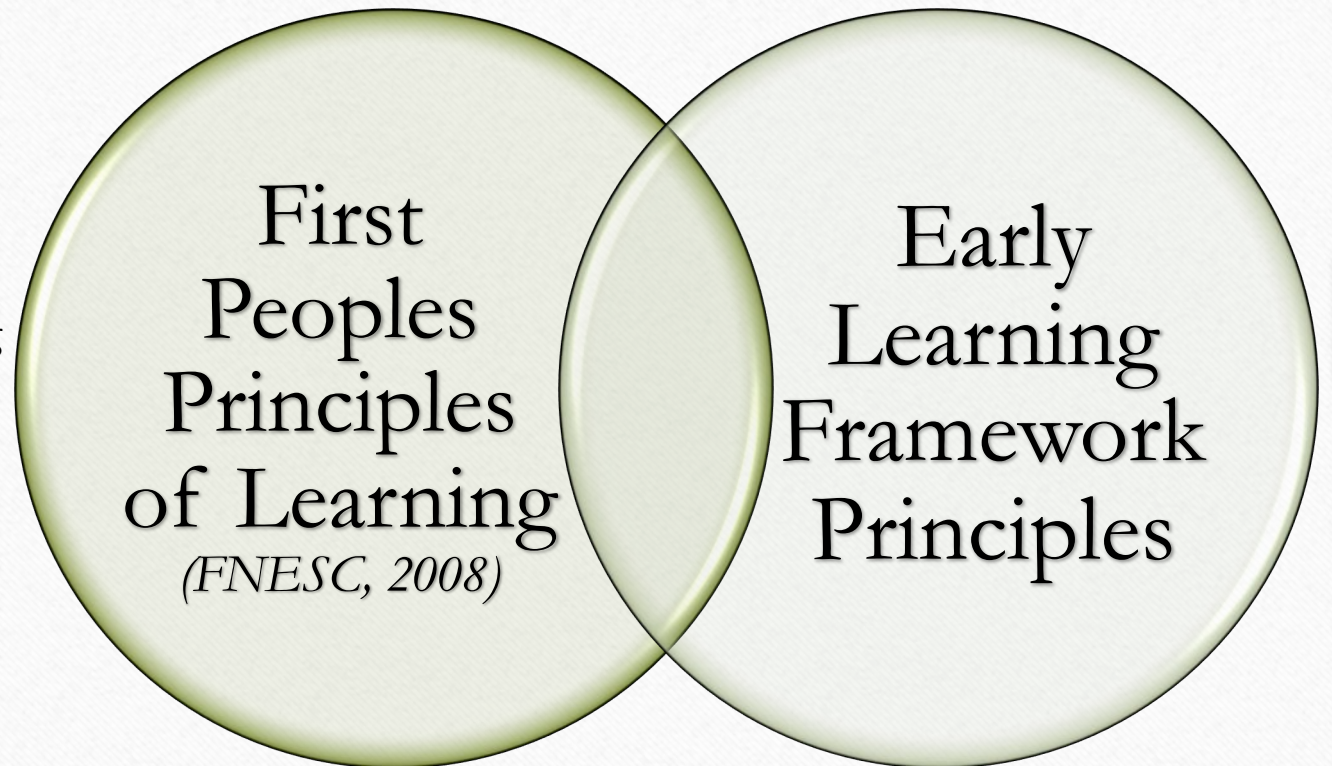 First
Peoples
Principles
of Learning
(FNESC, 2008)
Early
Learning
Framework
Principles